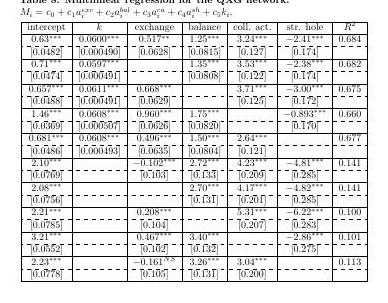 Table 8: Multilinear regression for the QXG network.
M_i = c_0 + c_1 a_i^{exc} + c_2 a_i^{bal} + c_3 a_i^{ca} + c_4 a_i^{sh} + c_5 k_i.
intercept k exchange balance coll. act. str. hole R^2
0.63*** 0.0600*** 0.517** 1.25*** 3.24*** −2.41*** 0.684
[0.0482] [0.000490] [0.0628] [0.0815] [0.127] [0.174]
0.71*** 0.0597*** 1.35*** 3.53*** −2.38*** 0.682
[0.0474] [0.000491] [0.0808] [0.122] [0.174]
0.657*** 0.0611*** 0.668*** 3.71*** −3.00*** 0.675
[0.0488] [0.000491] [0.0629] [0.125] [0.172]
1.46*** 0.0608*** 0.960*** 1.75*** −0.893*** 0.660
[0.0369] [0.000507] [0.0626] [0.0820] [0.170]
0.681*** 0.0608*** 0.496*** 1.50*** 2.64*** 0.677
[0.0486] [0.000493] [0.0635] [0.0804] [0.121]
2.10*** −0.102*** 2.72*** 4.23*** −4.81*** 0.141
[0.0769] [0.103] [0.133] [0.209] [0.285]
2.08*** 2.70*** 4.17*** −4.82*** 0.141
[0.0756] [0.131] [0.201] [0.285]
2.21*** 0.208*** 5.31*** −6.22*** 0.100
[0.0785] [0.104] [0.207] [0.283]
3.21*** 0.467*** 3.40*** −2.86*** 0.101
[0.0552] [0.102] [0.132] [0.275]
2.23*** −0.161^{NS} 3.26*** 3.04*** 0.113
[0.0778] [0.105] [0.131] [0.200]